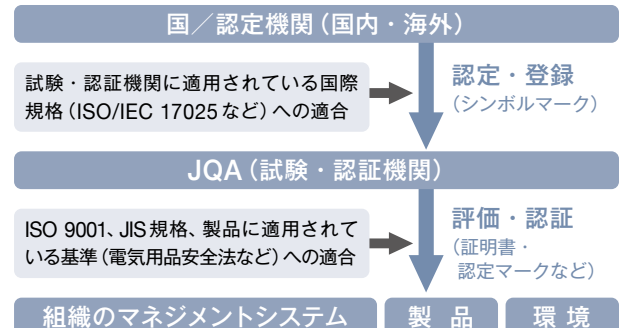 国／認定機関（国内・海外）
試験・認証機関に適用されている国際
規格（ISO/IEC 17025など）への適合
認定・登録
（シンボルマーク）
JQA（試験・認証機関）
ISO 9001、JIS規格、製品に適用されて
いる基準（電気用品安全法など）への適合
評価・認証
（証明書・
認定マークなど）
組織のマネジメントシステム
製 品
環 境